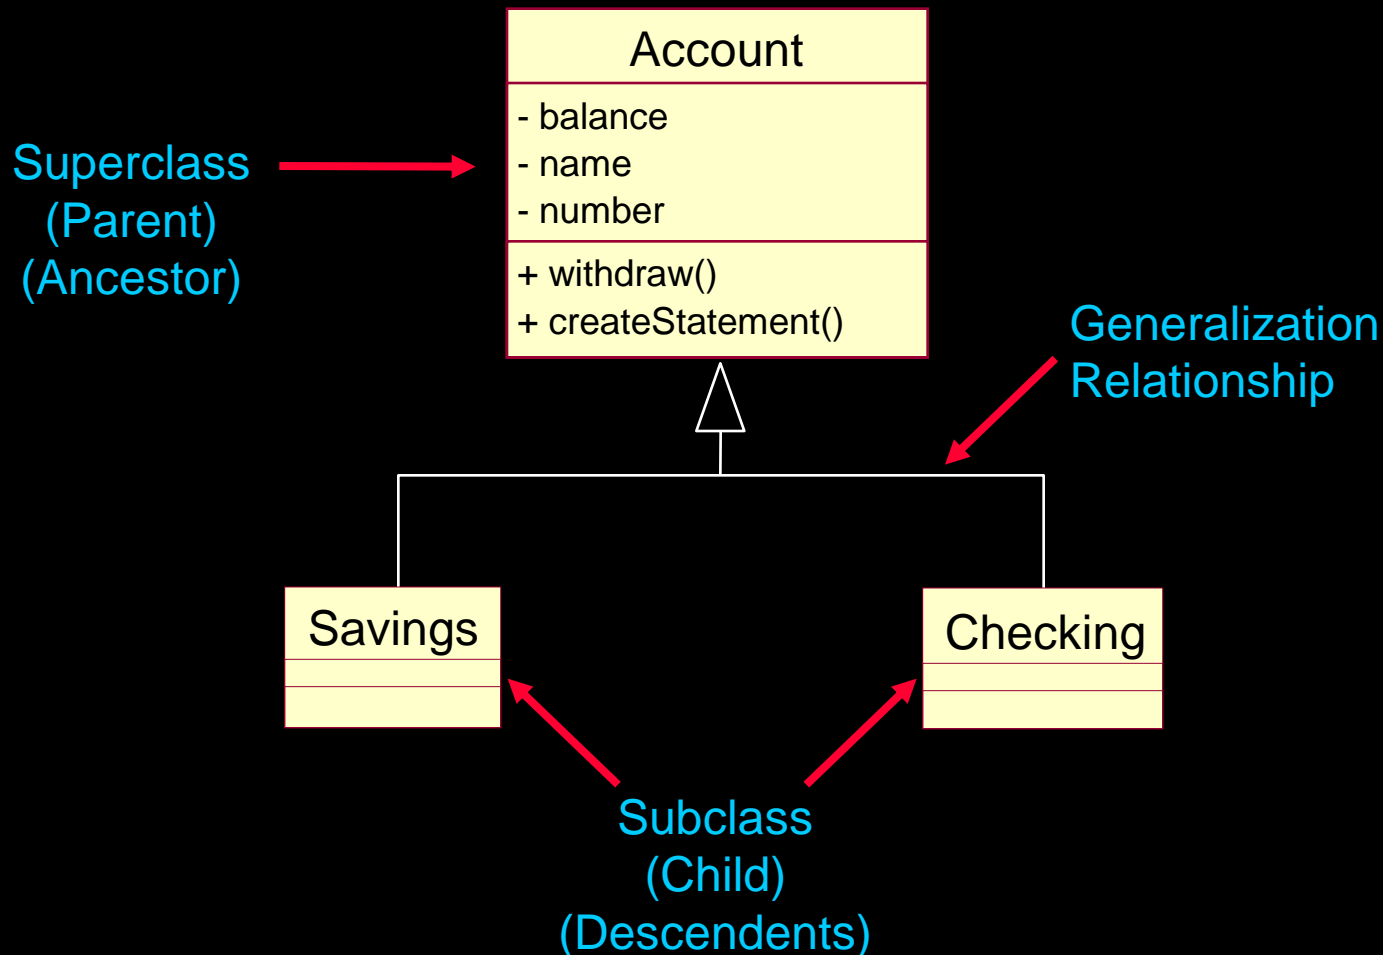 Account
- balance
- name
- number
+ withdraw()
+ createStatement()
Superclass
(Parent)
(Ancestor)
Generalization
Relationship
Savings
Checking
Subclass
(Child)
(Descendents)